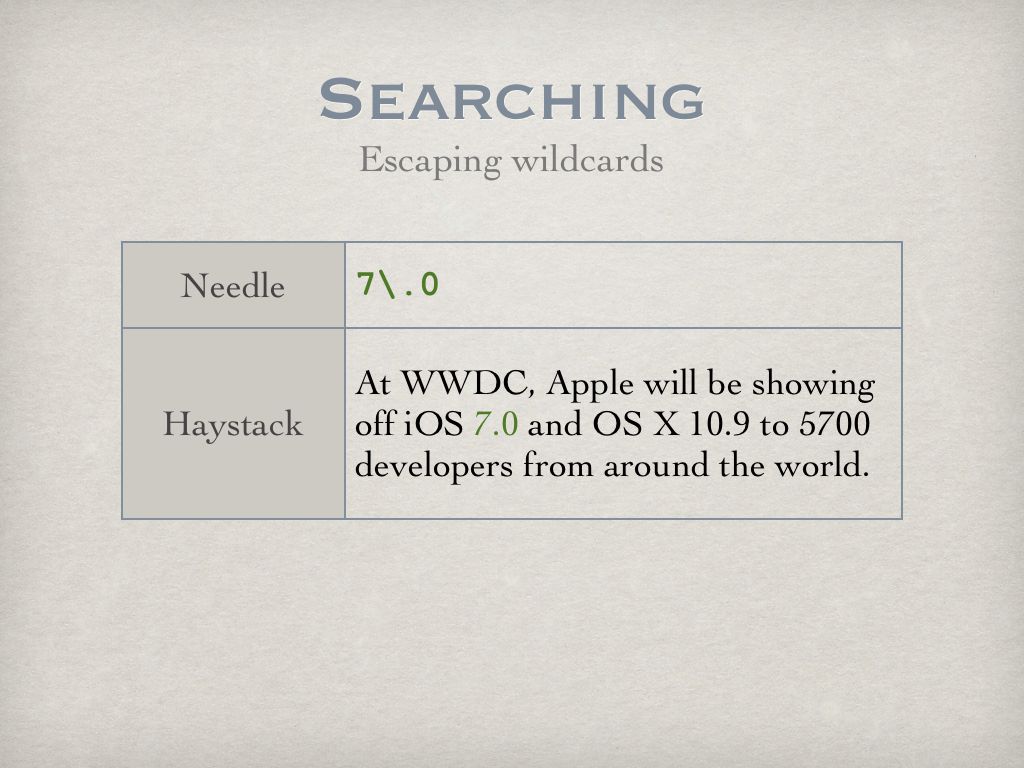 Searching
Escaping wildcards
Needle
7\.0
Haystack
At WWDC, Apple will be showing
off iOS 7.0 and OS X 10.9 to 5700
developers from around the world.